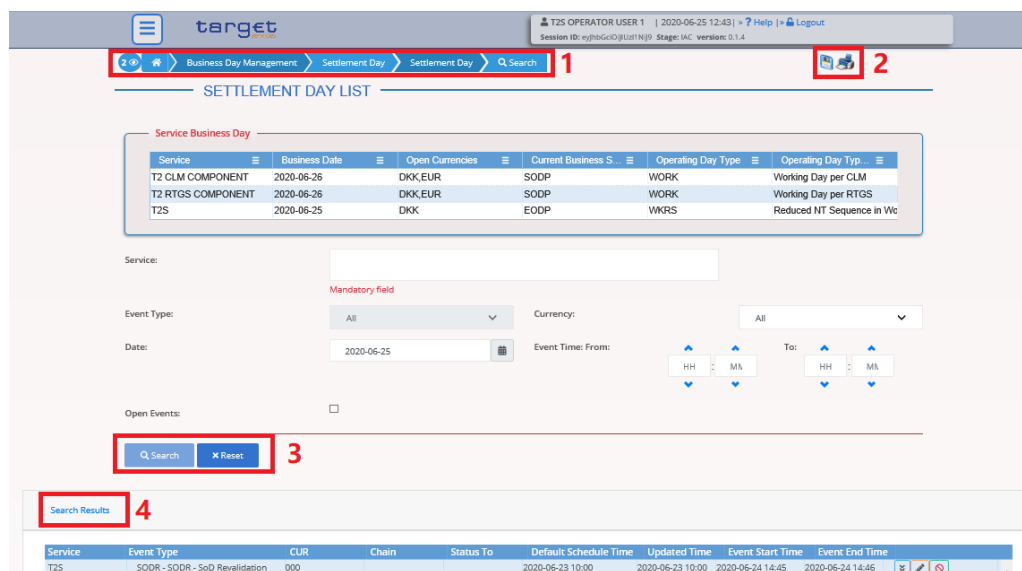 target
T2S OPERATOR USER 1 | 2020-06-25 12:43| » ? Help |» Logout
Stage: IAC version: 0.1.4
Session ID:
2 Business Day Management Settlement Day Settlement Day Search 1
2
SETTLEMENT DAY LIST
Service Business Day
Service Business Date Open Currencies Current Business S... Operating Day Type Operating Day Typ...
T2 CLM COMPONENT 2020-06-26 DKK,EUR SODP WORK Working Day per CLM
T2 RTGS COMPONENT 2020-06-26 DKK,EUR SODP WORK Working Day per RTGS
T2S 2020-06-25 DKK EODP WKRS Reduced NT Sequence in Wo
Service:
Mandatory field
Event Type: All Currency: All
Date: 2020-06-25 Event Time: From: HH : MM To: HH : MM
Open Events:
Search × Reset 3
Search Results 4
Service Event Type CUR Chain Status To Default Schedule Time Updated Time Event Start Time Event End Time
T2S SODR - SODR - SoD Revalidation 000 2020-06-23 10:00 2020-06-23 10:00 2020-06-24 14:45 2020-06-24 14:46